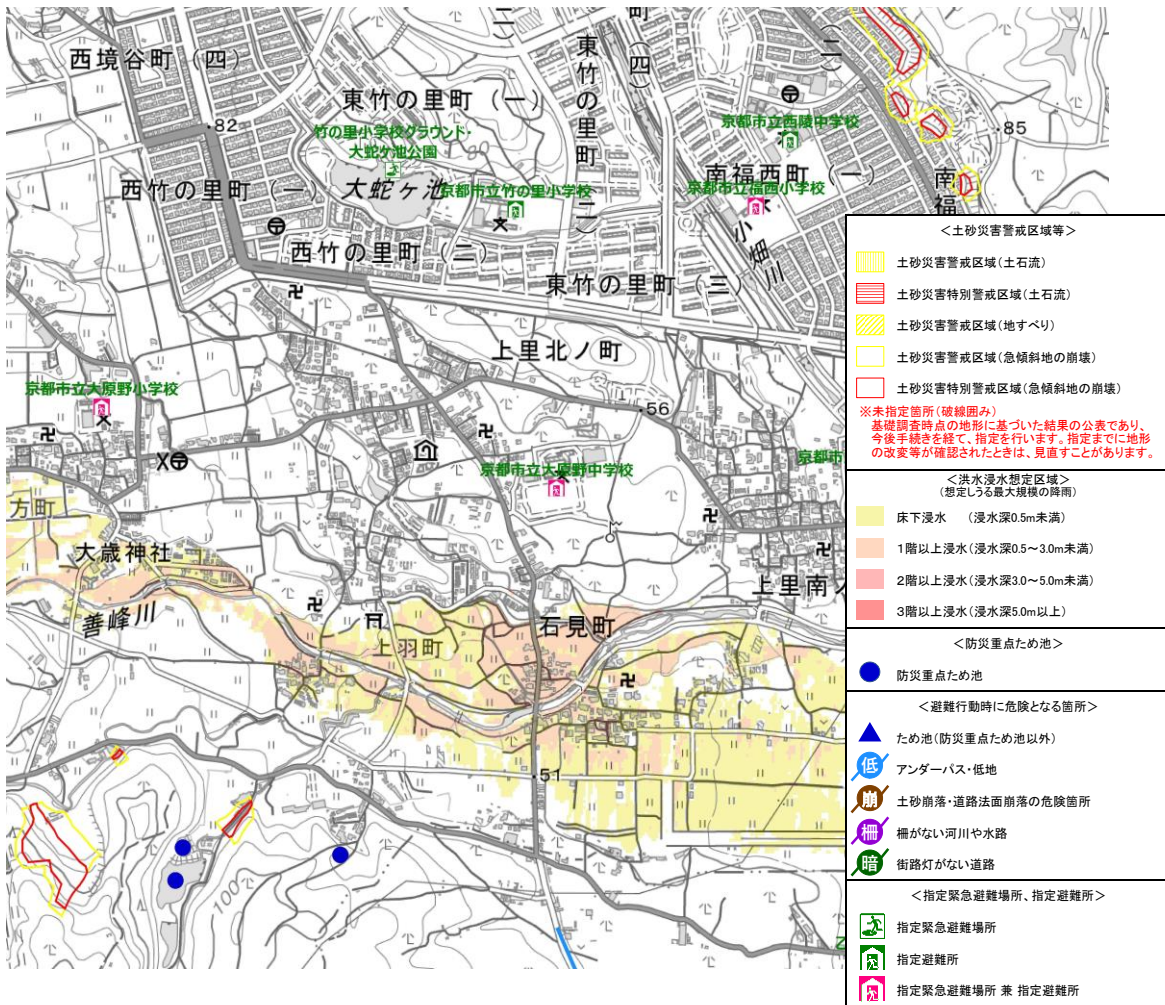 西境谷町(四)
82
東竹の里町(一)
竹の里小学校グラウンド・
大蛇ケ池公園
大蛇ヶ池
京都市立竹の里小学校
西竹の里町(一)
西竹の里町(二)
東竹の里町(二)
東竹の里町(三)
町(四)
(二)
京都市立西陵中学校
南福西町(一)
京都市立福西小学校
小畑
85
南福
上里北ノ町
56
京都市立大原野小学校
京都市立大原野中学校
京都市
方町
大歳神社
善峰川
上羽町
石見町
上里南ノ
51
100
<土砂災害警戒区域等>
土砂災害警戒区域(土石流)
土砂災害特別警戒区域(土石流)
土砂災害警戒区域(地すべり)
土砂災害警戒区域(急傾斜地の崩壊)
土砂災害特別警戒区域(急傾斜地の崩壊)
※未指定箇所(破線囲み)
基礎調査時点の地形に基づいた結果の公表であり、
今後手続きを経て、指定を行います。指定までに地形
の改変等が確認されたときは、見直すことがあります。
<洪水浸水想定区域>
(想定しうる最大規模の降雨)
床下浸水 (浸水深0.5m未満)
1階以上浸水(浸水深0.5~3.0m未満)
2階以上浸水(浸水深3.0~5.0m未満)
3階以上浸水(浸水深5.0m以上)
<防災重点ため池>
防災重点ため池
<避難行動時に危険となる箇所>
ため池(防災重点ため池以外)
低 アンダーパス・低地
崩 土砂崩落・道路法面崩落の危険箇所
柵 柵がない河川や水路
暗 街路灯がない道路
<指定緊急避難場所、指定避難所>
指定緊急避難場所
指定避難所
指定緊急避難場所 兼 指定避難所